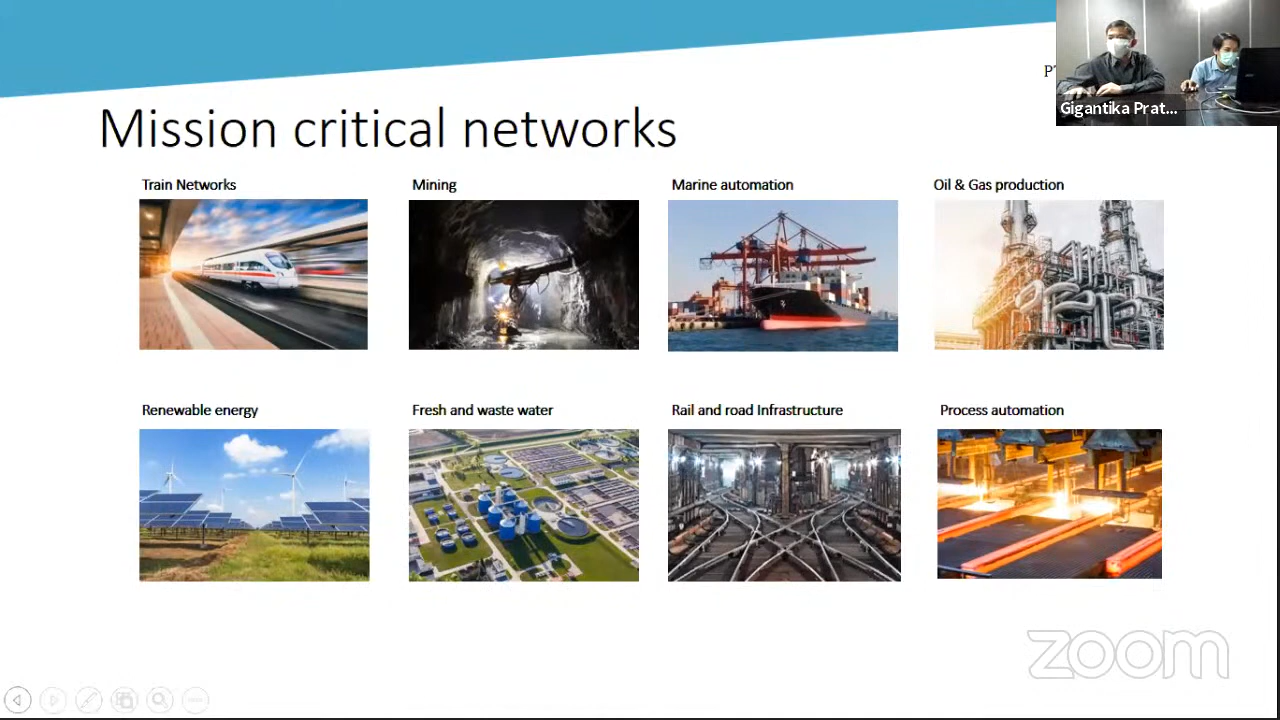 PT
Gigantika Prat...
Mission critical networks
Train Networks
Mining
Marine automation
Oil & Gas production
Renewable energy
Fresh and waste water
Rail and road Infrastructure
Process automation
zoom